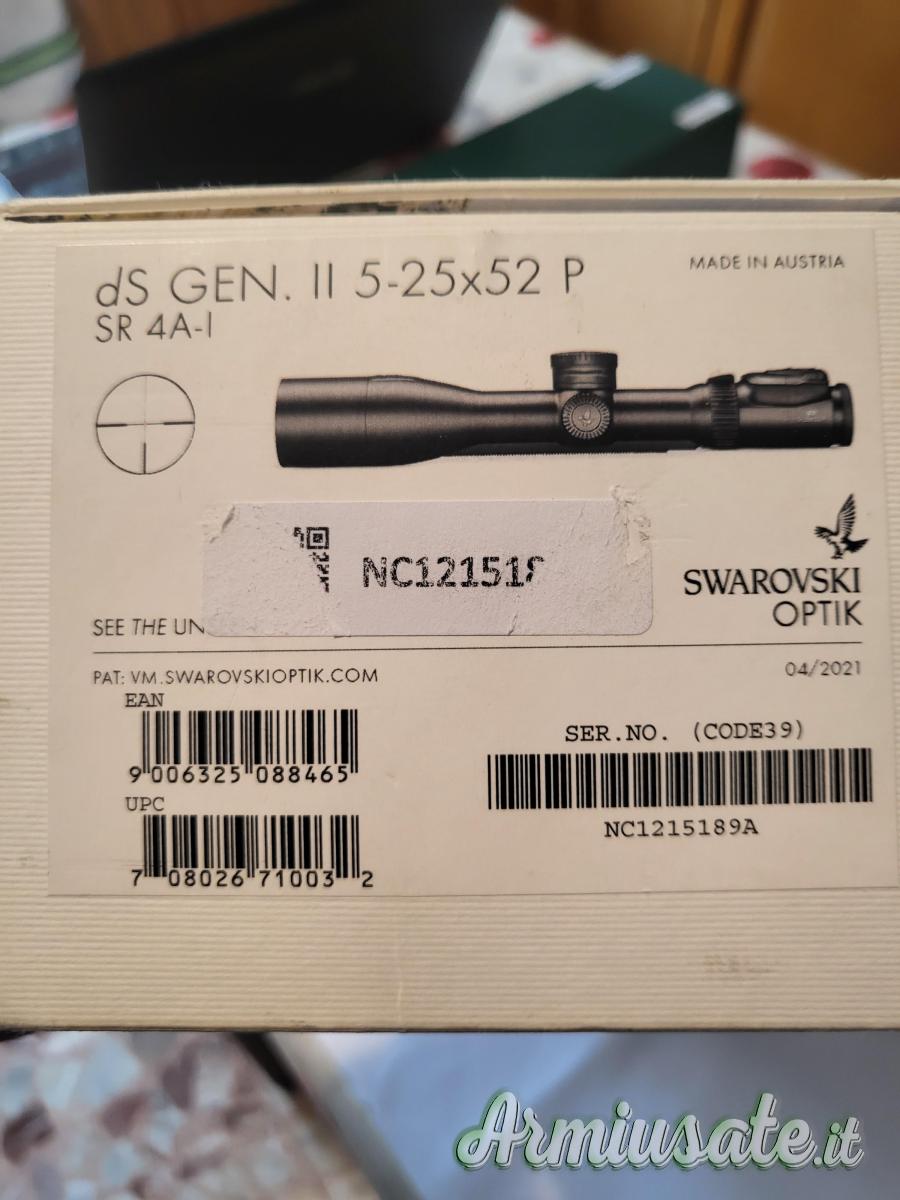 dS GEN. II 5-25x52 P
MADE IN AUSTRIA
SR 4A-I
NC121518
SWAROVSKI
OPTIK
SEE THE UN
PAT: VM.SWAROVSKIOPTIK.COM
04/2021
EAN
9 006325 088465
SER.NO. (CODE39)
NC1215189A
UPC
7 08026 71003 2
Armiusate.it